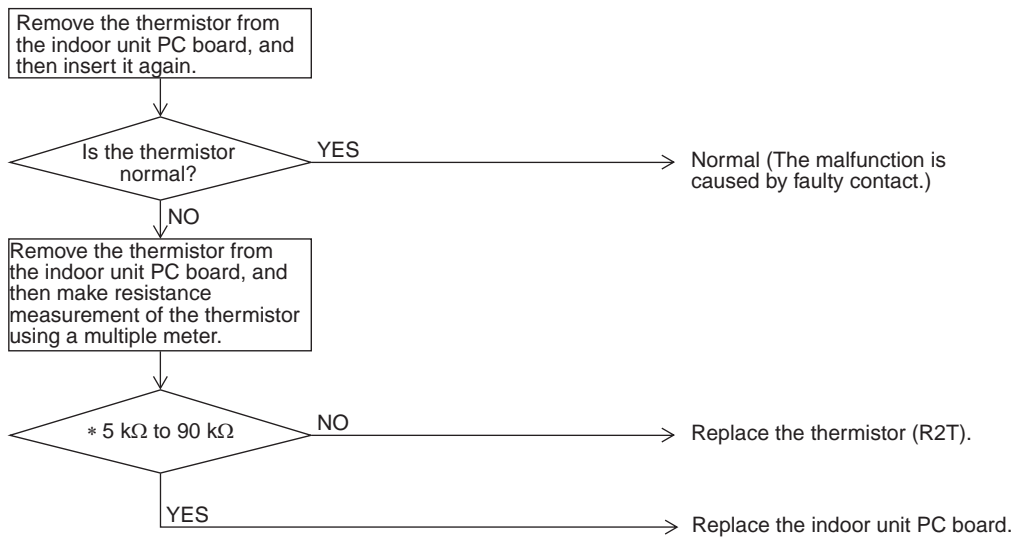 Remove the thermistor from
the indoor unit PC board, and
then insert it again.
Is the thermistor
normal?
YES
Normal (The malfunction is
caused by faulty contact.)
NO
Remove the thermistor from
the indoor unit PC board, and
then make resistance
measurement of the thermistor
using a multiple meter.
* 5 kΩ to 90 kΩ
NO
Replace the thermistor (R2T).
YES
Replace the indoor unit PC board.